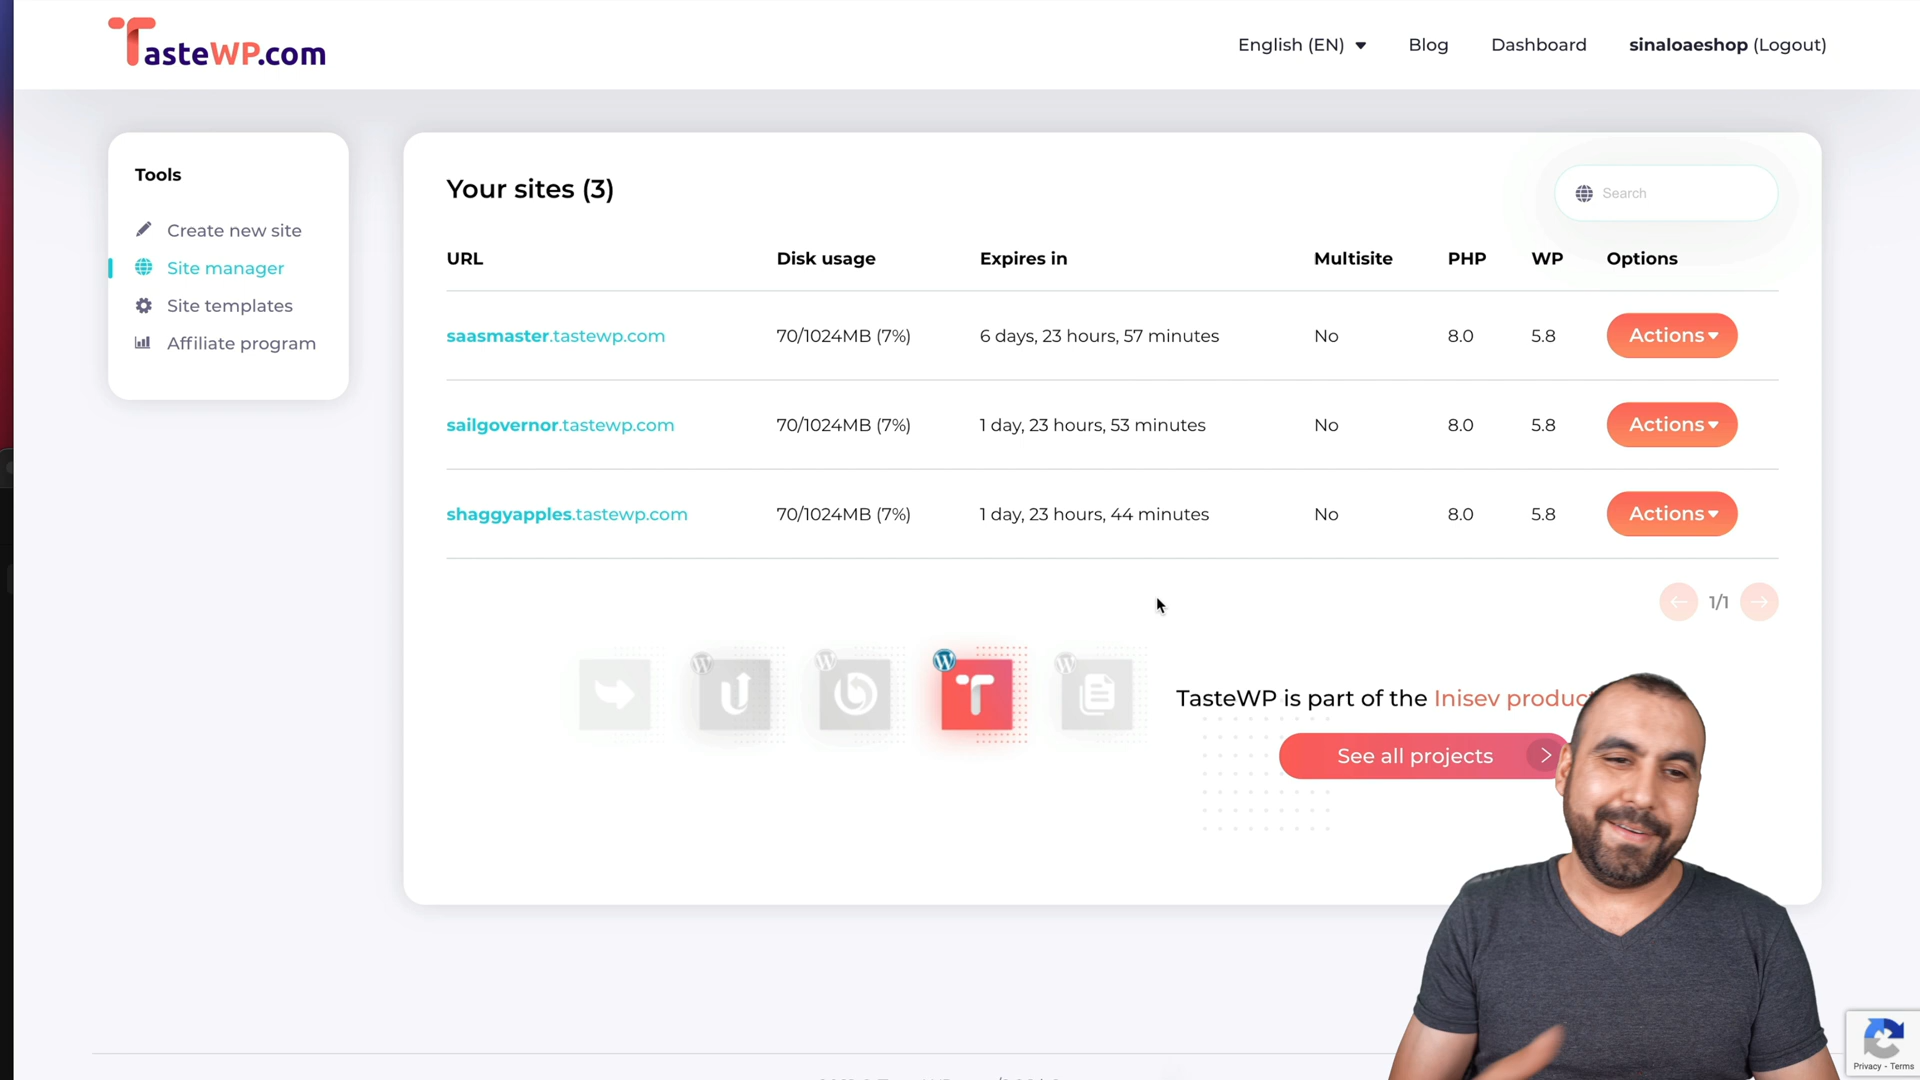 TasteWP.com
English (EN)
Blog
Dashboard
sinaloaeshop (Logout)
Tools
Create new site
Site manager
Site templates
Affiliate program
Your sites (3)
Search
URL Disk usage Expires in Multisite PHP WP Options
saasmaster.tastewp.com 70/1024MB (7%) 6 days, 23 hours, 57 minutes No 8.0 5.8 Actions
sailgovernor.tastewp.com 70/1024MB (7%) 1 day, 23 hours, 53 minutes No 8.0 5.8 Actions
shaggyapples.tastewp.com 70/1024MB (7%) 1 day, 23 hours, 44 minutes No 8.0 5.8 Actions
1/1
TasteWP is part of the Inisev
See all projects
Privacy - Terms